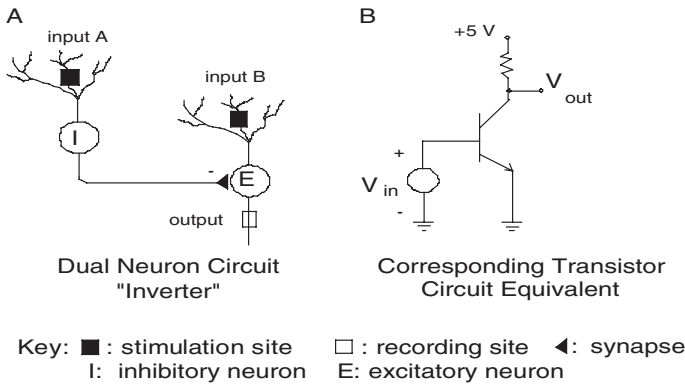 A
input A
input B
I
-
E
output
Dual Neuron Circuit
"Inverter"
B
+5 V
V out
+
V in
-
Corresponding Transistor
Circuit Equivalent
Key: ■ : stimulation site □ : recording site ◄ : synapse
I: inhibitory neuron E: excitatory neuron